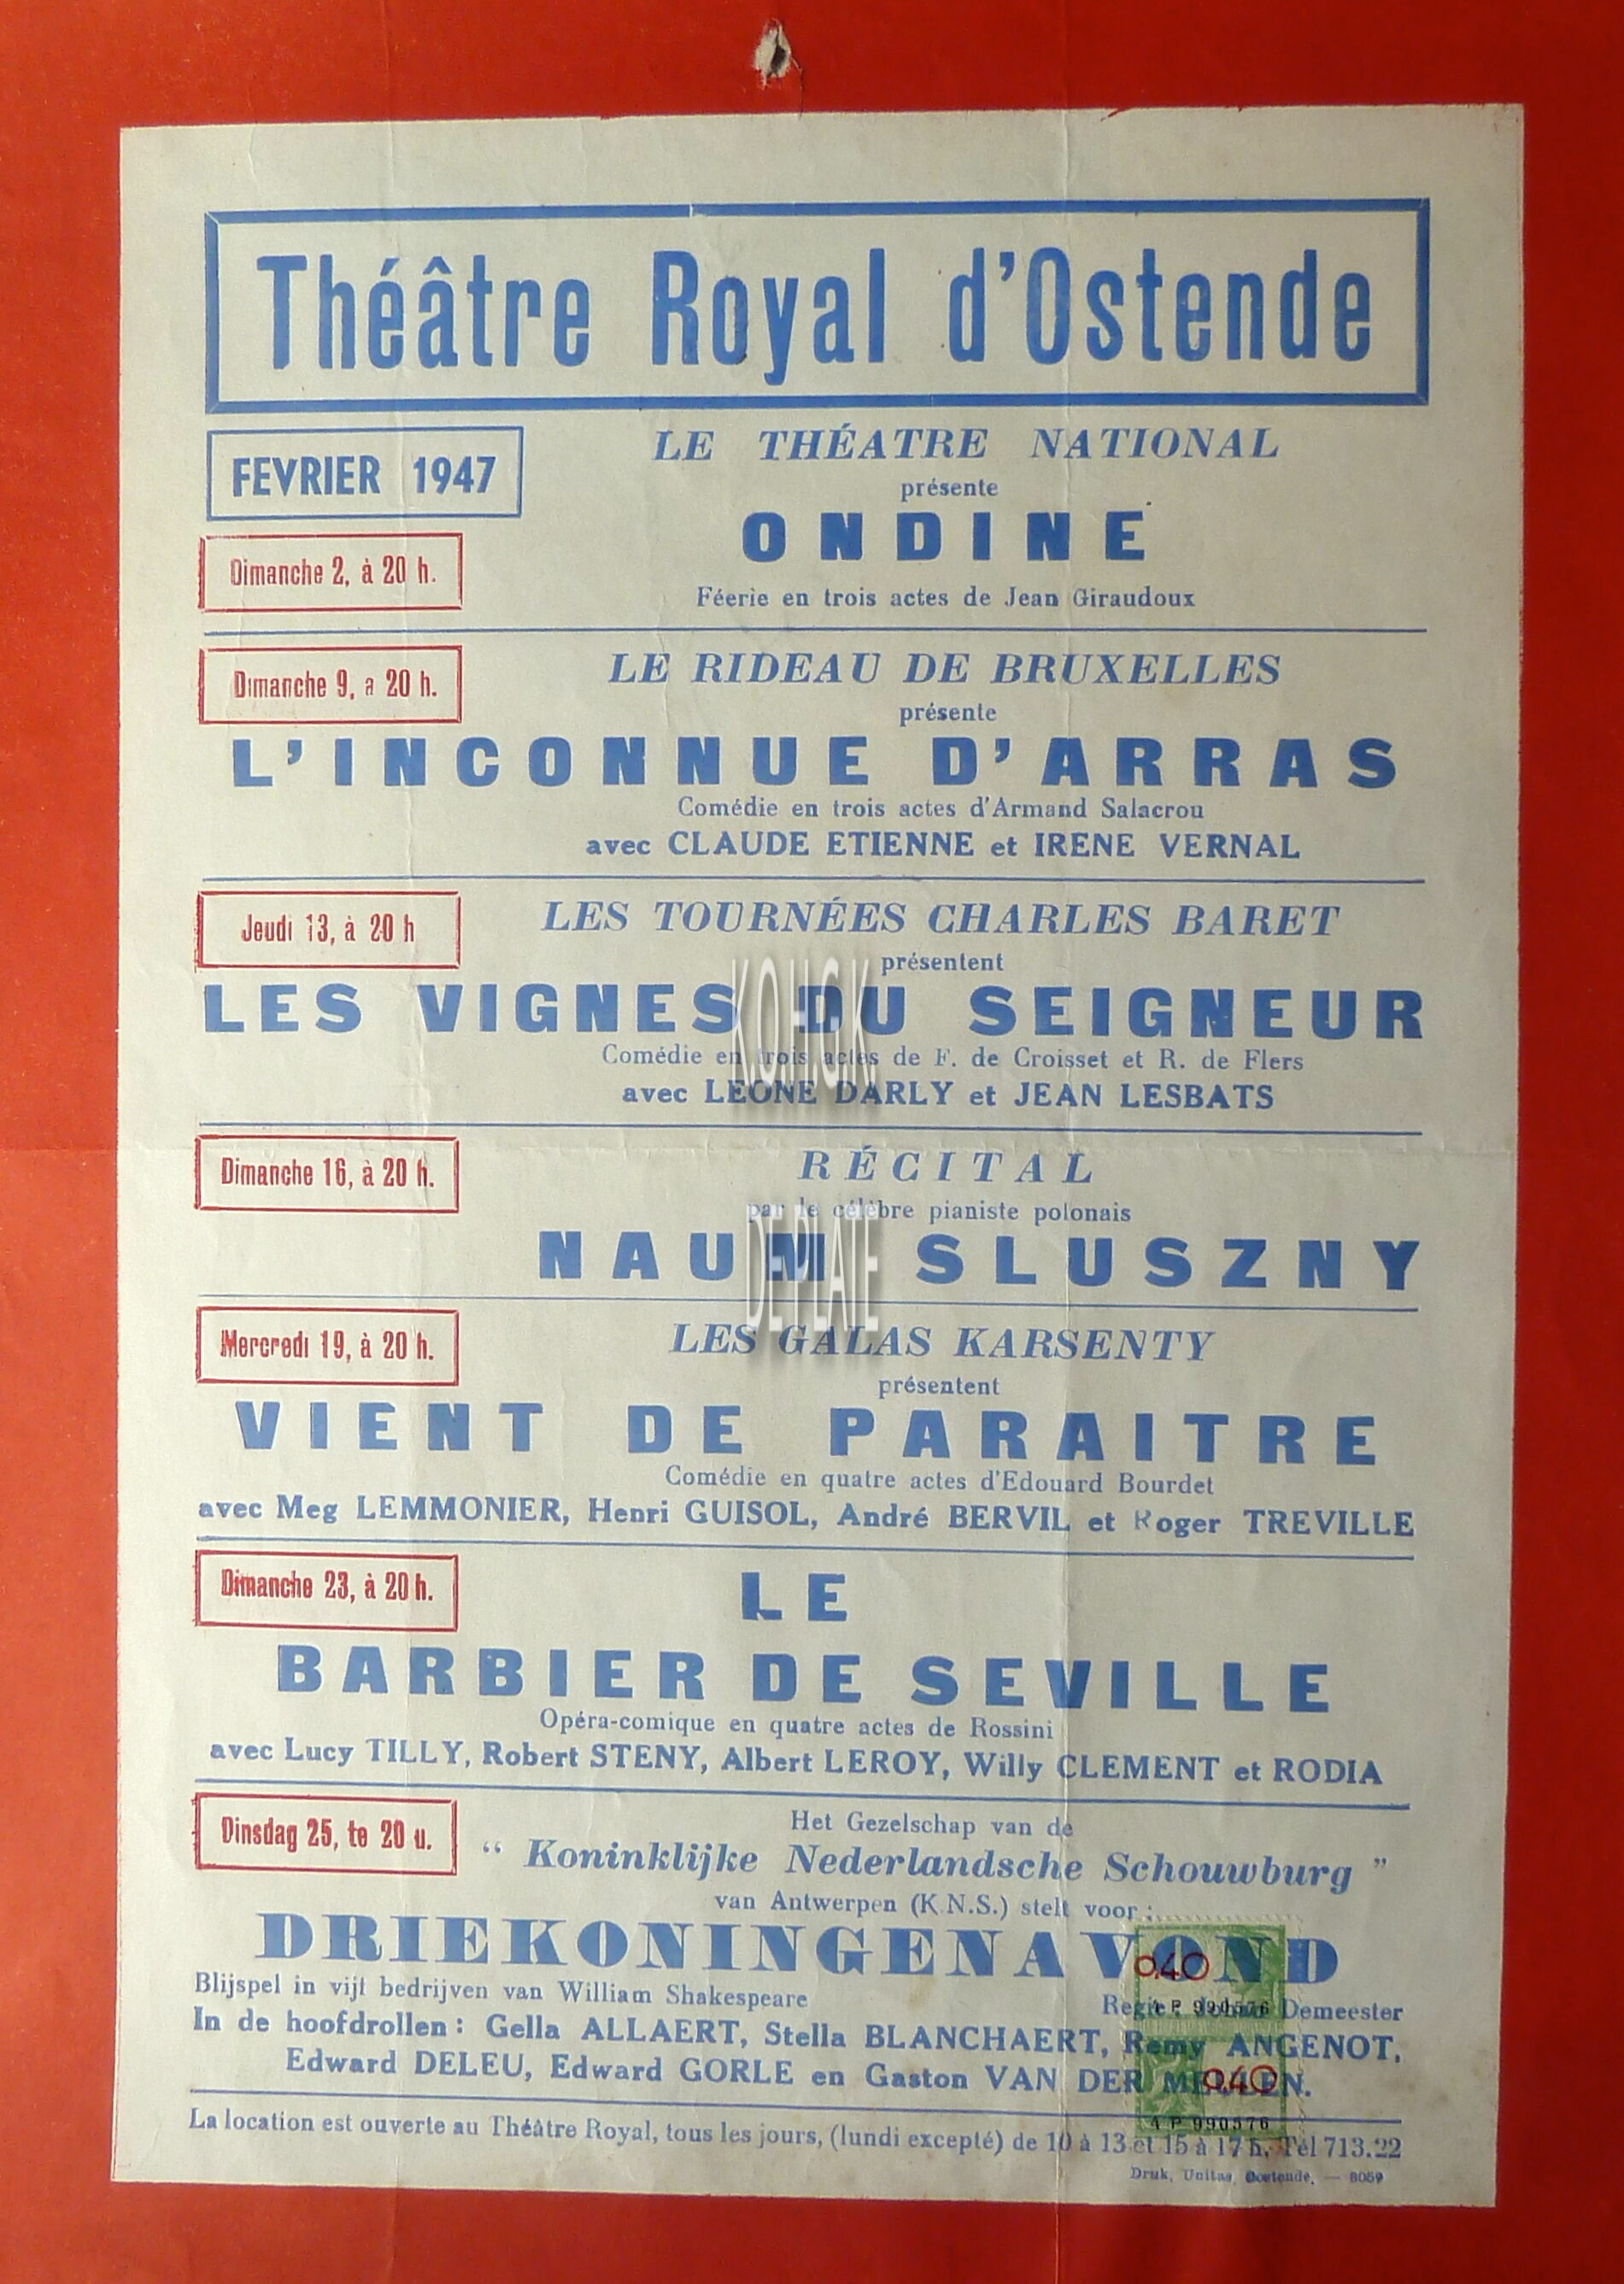 Théâtre Royal d'Ostende
FEVRIER 1947
LE THÉATRE NATIONAL
présente
ONDINE
Dimanche 2, à 20 h.
Féerie en trois actes de Jean Giraudoux
Dimanche 9, a 20 h.
LE RIDEAU DE BRUXELLES
présente
L'INCONNUE D'ARRAS
Comédie en trois actes d'Armand Salacrou
avec CLAUDE ETIENNE et IRENE VERNAL
Jeudi 13, à 20 h
LES TOURNÉES CHARLES BARET
présentent
LES VIGNES DU SEIGNEUR
Comédie en trois actes de F. de Croisset et R. de Flers
avec LEONE DARLY et JEAN LESBATS
K.O.H.G.K.
Dimanche 16, à 20 h.
RÉCITAL
par le célèbre pianiste polonais
NAUM SLUSZNY
DE PLATE
Mercredi 19, à 20 h.
LES GALAS KARSENTY
présentent
VIENT DE PARAITRE
Comédie en quatre actes d'Edouard Bourdet
avec Meg LEMMONIER, Henri GUISOL, André BERVIL et Roger TREVILLE
Dimanche 23, à 20 h.
LE
BARBIER DE SEVILLE
Opéra-comique en quatre actes de Rossini
avec Lucy TILLY, Robert STENY, Albert LEROY, Willy CLEMENT et RODIA
Dinsdag 25, te 20 u.
Het Gezelschap van de
“ Koninklijke Nederlandsche Schouwburg ”
van Antwerpen (K.N.S.) stelt voor :
DRIEKONINGENAVOND
Blijspel in vijf bedrijven van William Shakespeare
Regie : Johan Demeester
In de hoofdrollen : Gella ALLAERT, Stella BLANCHAERT, Remy ANGENOT,
Edward DELEU, Edward GORLE en Gaston VAN DER MEULEN.
0.40
A P 990576
0.40
A P 990576
La location est ouverte au Théâtre Royal, tous les jours, (lundi excepté) de 10 à 13 et 15 à 17 h. Tél 713.22
Druk, Unitas, Oostende, — 8059